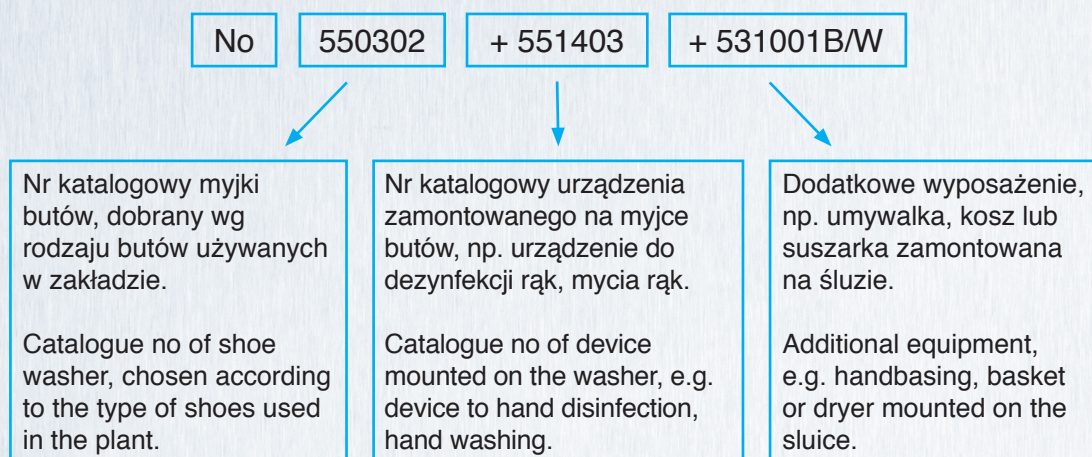 No 550302 + 551403 + 531001B/W
Nr katalogowy myjki
butów, dobrany wg
rodzaju butów używanych
w zakładzie.
Catalogue no of shoe
washer, chosen according
to the type of shoes used
in the plant.
Nr katalogowy urządzenia
zamontowanego na myjce
butów, np. urządzenie do
dezynfekcji rąk, mycia rąk.
Catalogue no of device
mounted on the washer, e.g.
device to hand disinfection,
hand washing.
Dodatkowe wyposażenie,
np. umywalka, kosz lub
suszarka zamontowana
na śluzie.
Additional equipment,
e.g. handbasing, basket
or dryer mounted on the
sluice.